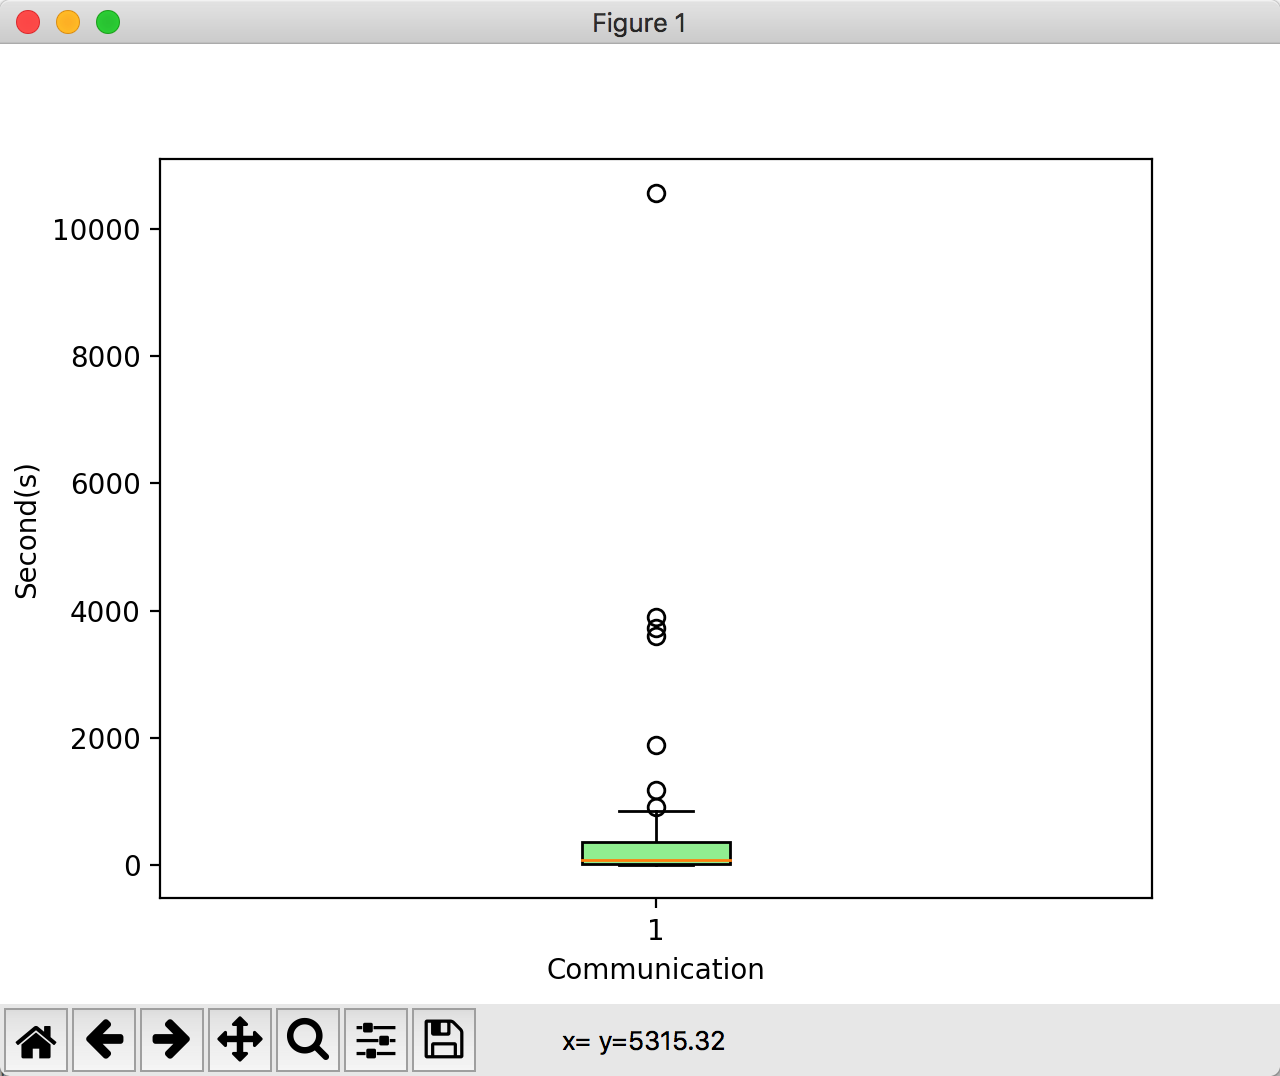 Figure 1
10000
8000
6000
4000
2000
0
Second(s)
1
Communication
x= y=5315.32